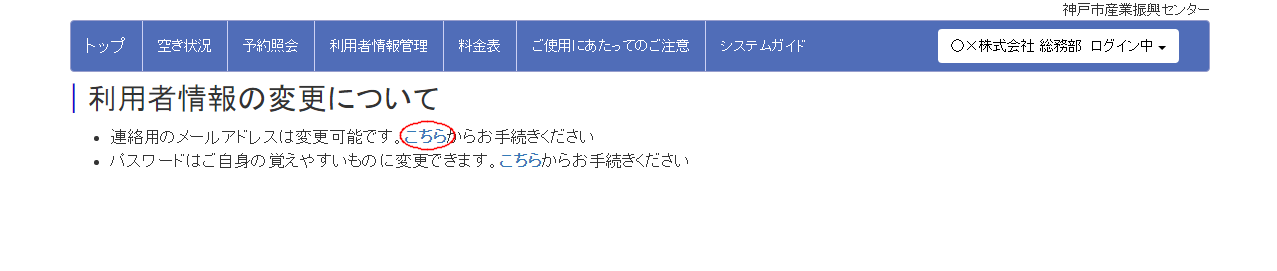 神戸市産業振興センター
トップ 空き状況 予約照会 利用者情報管理 料金表 ご使用にあたってのご注意 システムガイド 〇×株式会社 総務部 ログイン中
利用者情報の変更について
連絡用のメールアドレスは変更可能です。こちらからお手続きください
パスワードはご自身の覚えやすいものに変更できます。こちらからお手続きください